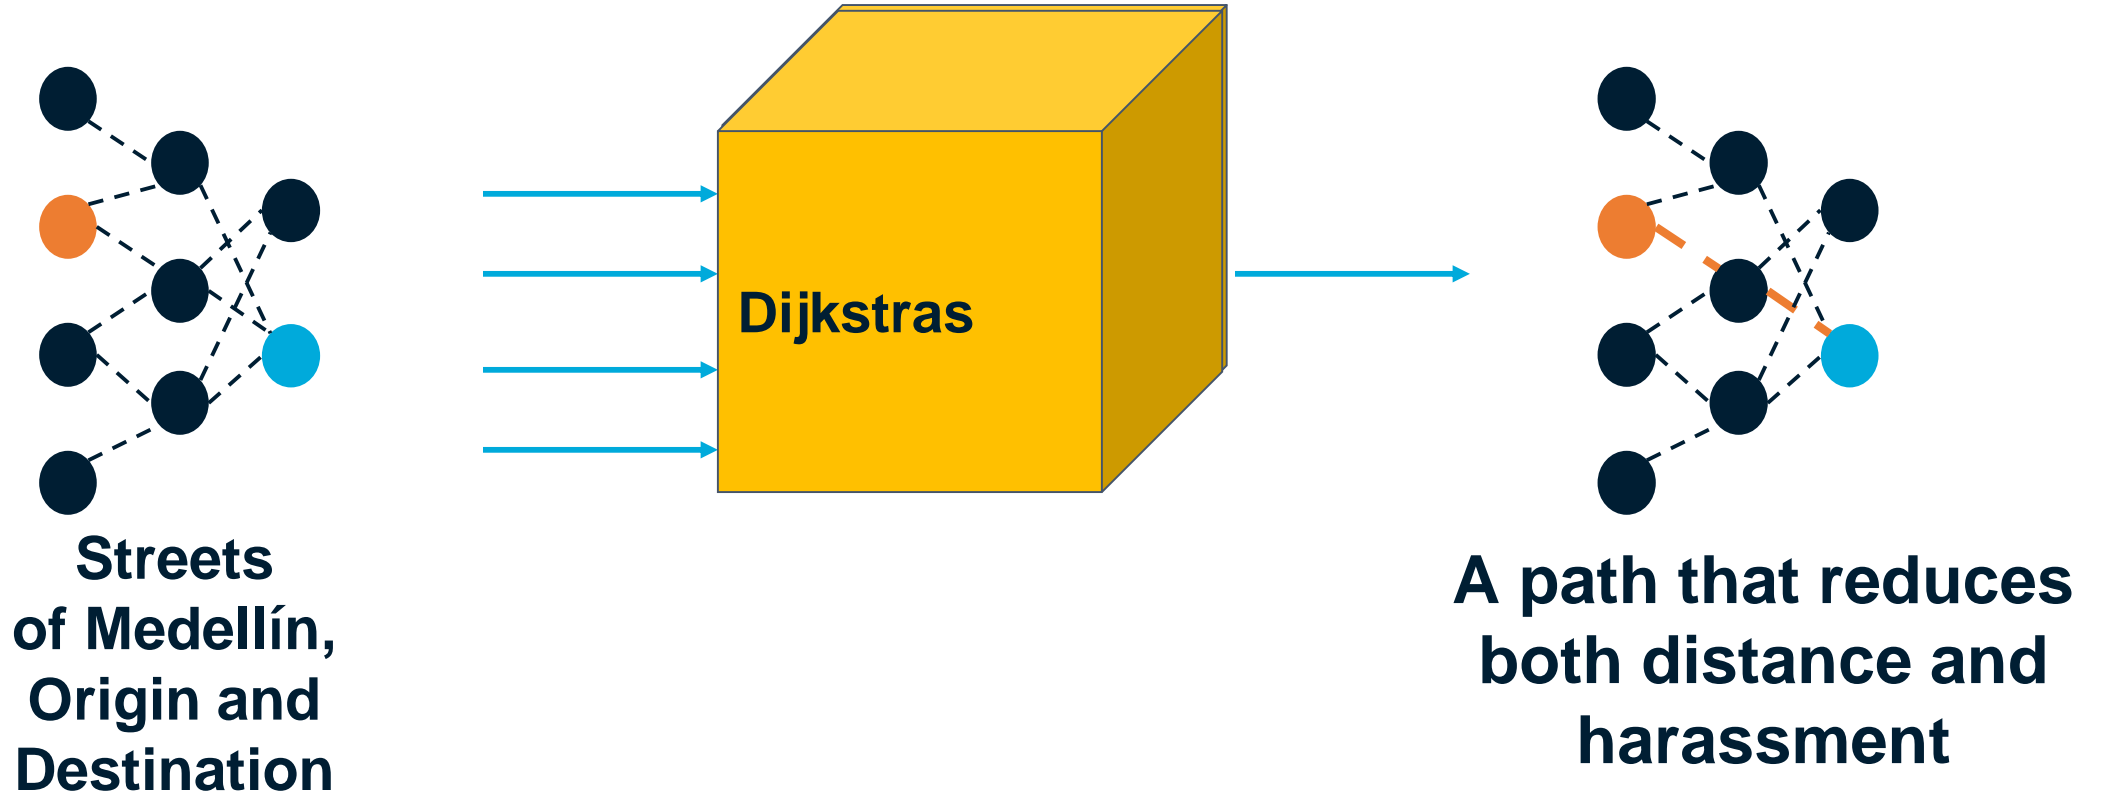 Dijkstras
Streets
of Medellín,
Origin and
Destination
A path that reduces
both distance and
harassment